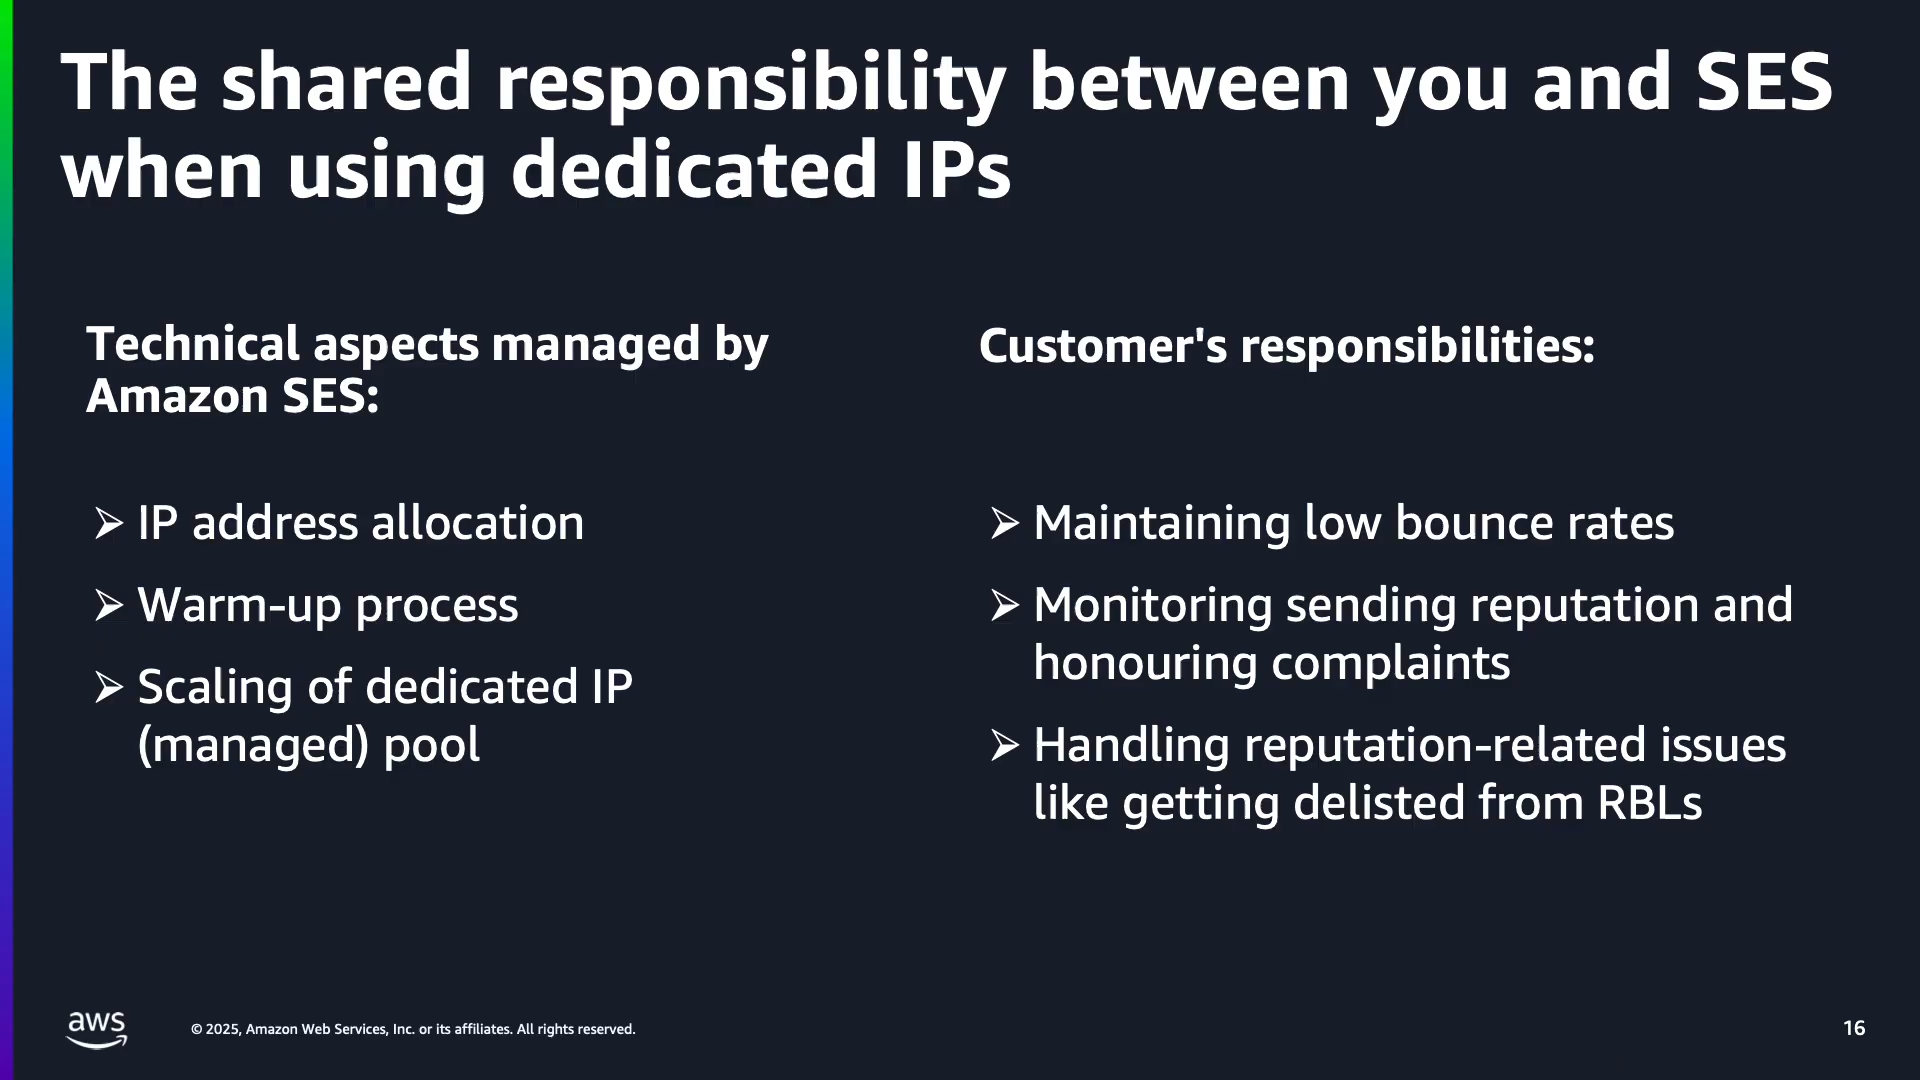 The shared responsibility between you and SES
when using dedicated IPs
Technical aspects managed by
Amazon SES:
➢ IP address allocation
➢ Warm-up process
➢ Scaling of dedicated IP
(managed) pool
Customer's responsibilities:
➢ Maintaining low bounce rates
➢ Monitoring sending reputation and
honouring complaints
➢ Handling reputation-related issues
like getting delisted from RBLs
aws
© 2025, Amazon Web Services, Inc. or its affiliates. All rights reserved.
16